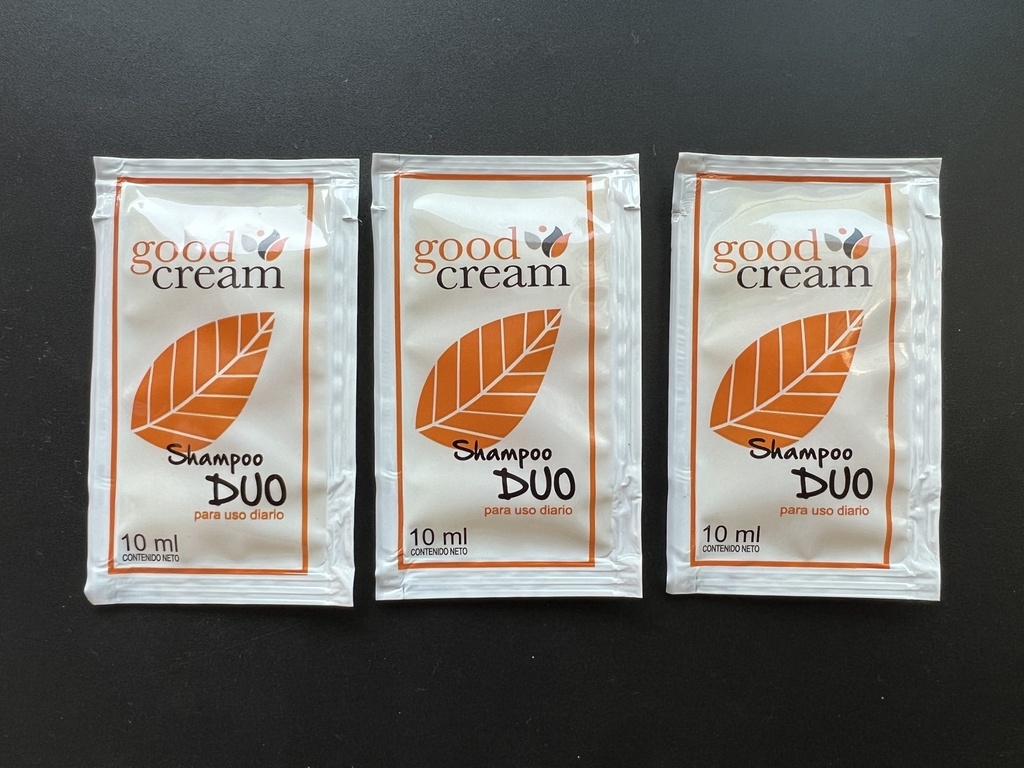 good
cream
Shampoo
DUO
para uso diario
10 ml
CONTENIDO NETO
good
cream
Shampoo
DUO
para uso diario
10 ml
CONTENIDO NETO
good
cream
Shampoo
DUO
para uso diario
10 ml
CONTENIDO NETO